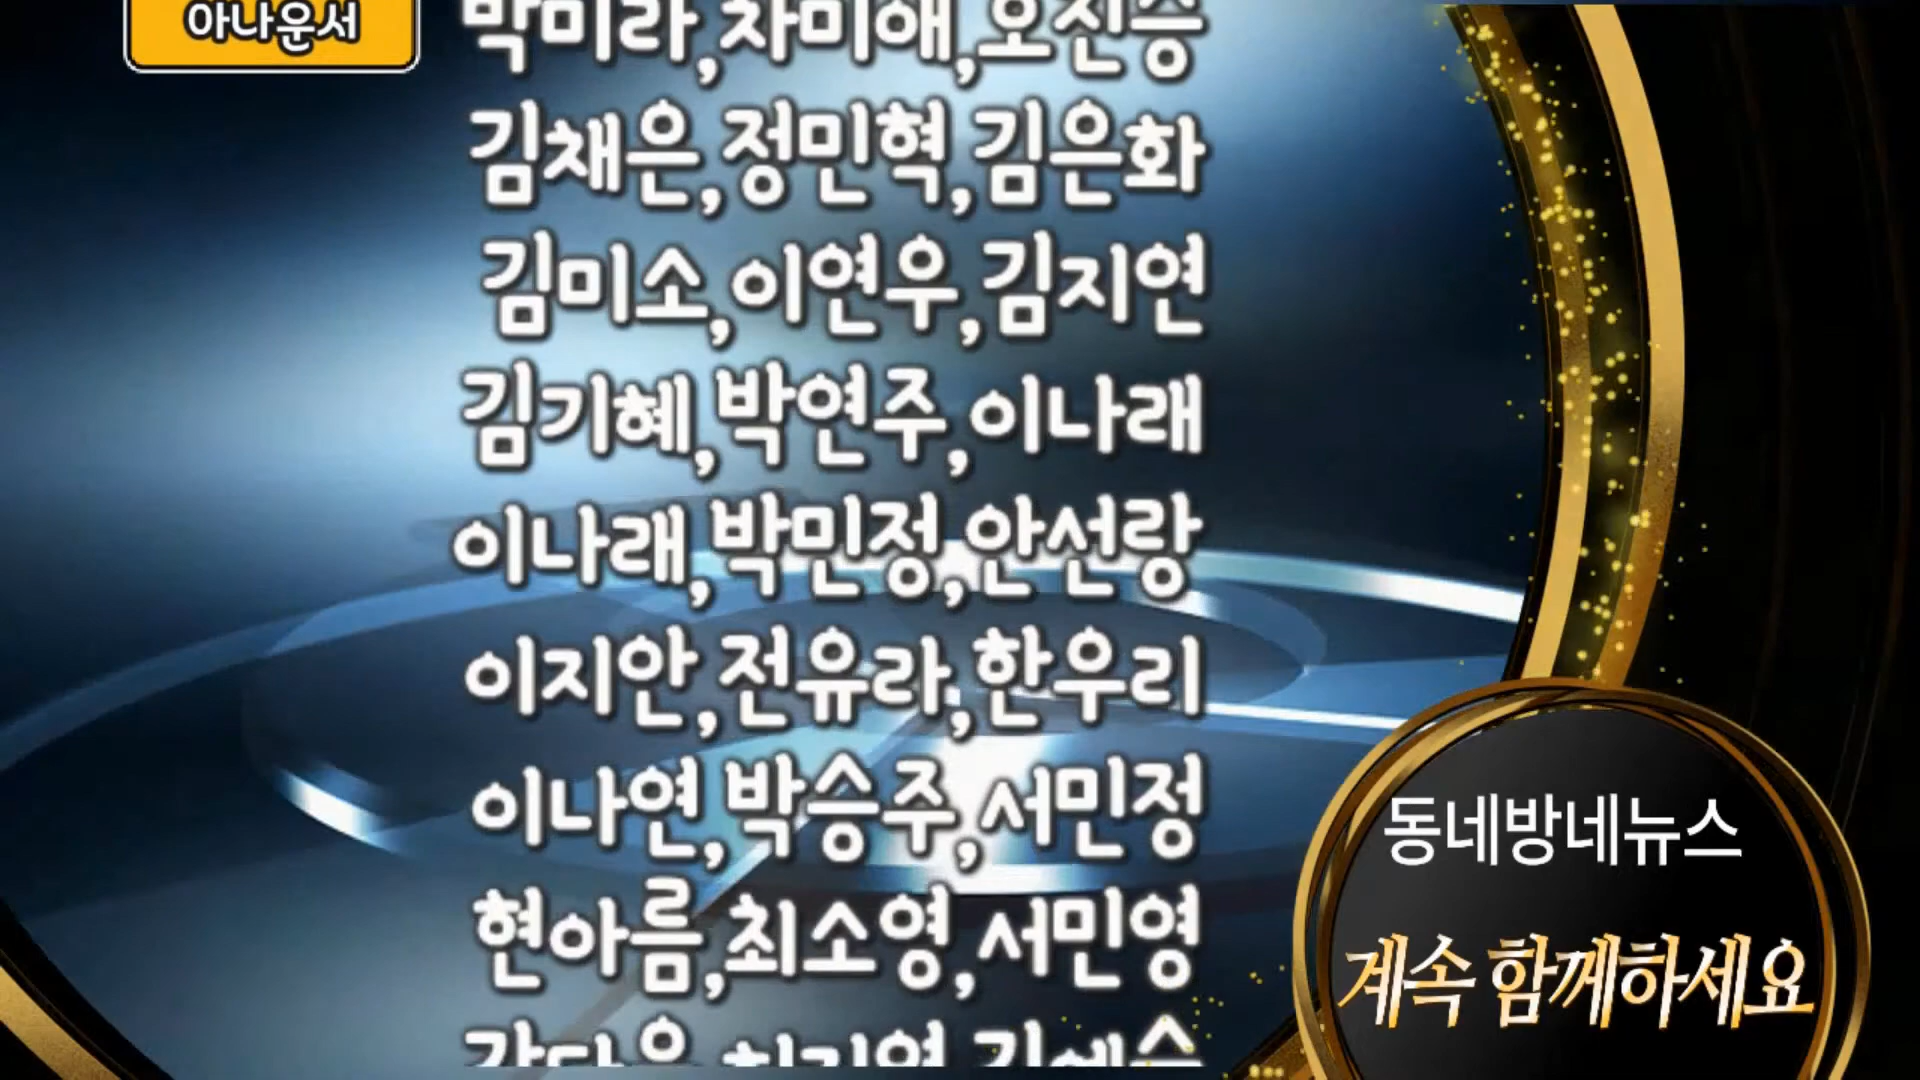 아나운서
박미라,차미애,오진승
김채은,정민혁,김은화
김미소,이연우,김지연
김기혜,박연주,이나래
이나래,박민정,안선랑
이지안,전유라,한우리
이나연,박승주,서민정
현아름,최소영,서민영
동네방네뉴스
계속 함께하세요